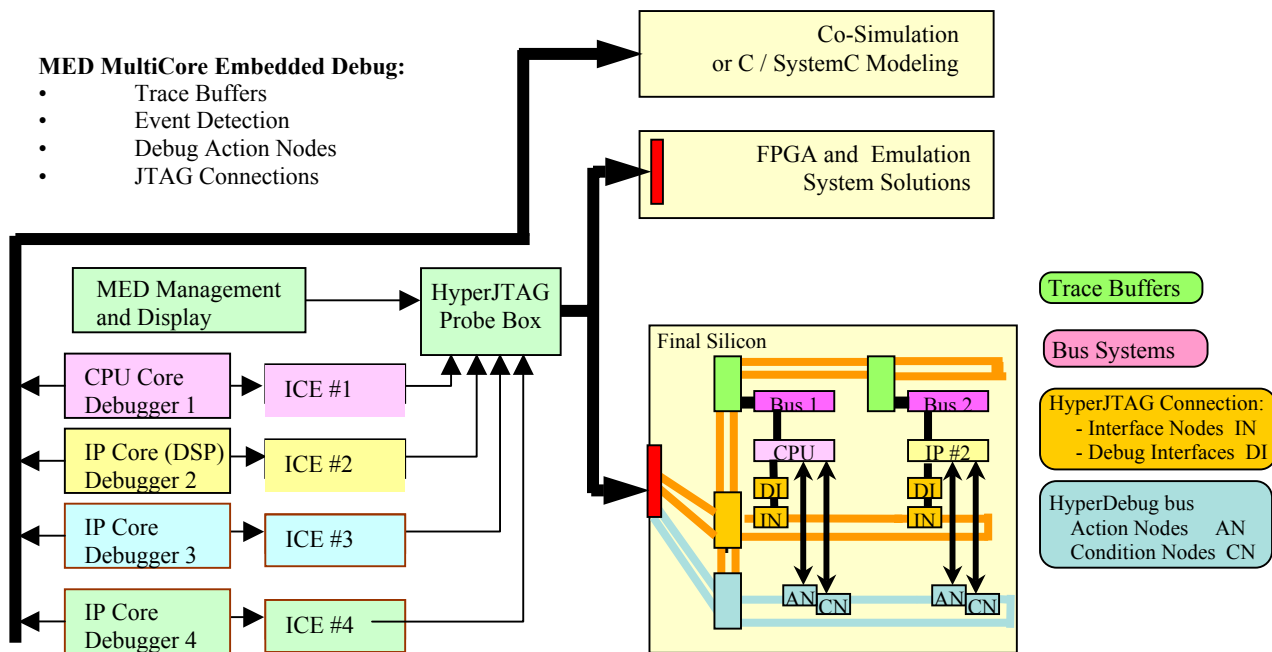 Co-Simulation
or C / SystemC Modeling
MED MultiCore Embedded Debug:
• Trace Buffers
• Event Detection
• Debug Action Nodes
• JTAG Connections
FPGA and Emulation
System Solutions
MED Management
and Display
HyperJTAG
Probe Box
CPU Core
Debugger 1
ICE #1
IP Core (DSP)
Debugger 2
ICE #2
IP Core
Debugger 3
ICE #3
IP Core
Debugger 4
ICE #4
Final Silicon
Bus 1
Bus 2
CPU
IP #2
DI
DI
IN
IN
AN
CN
AN
CN
Trace Buffers
Bus Systems
HyperJTAG Connection:
- Interface Nodes IN
- Debug Interfaces DI
HyperDebug bus
Action Nodes AN
Condition Nodes CN